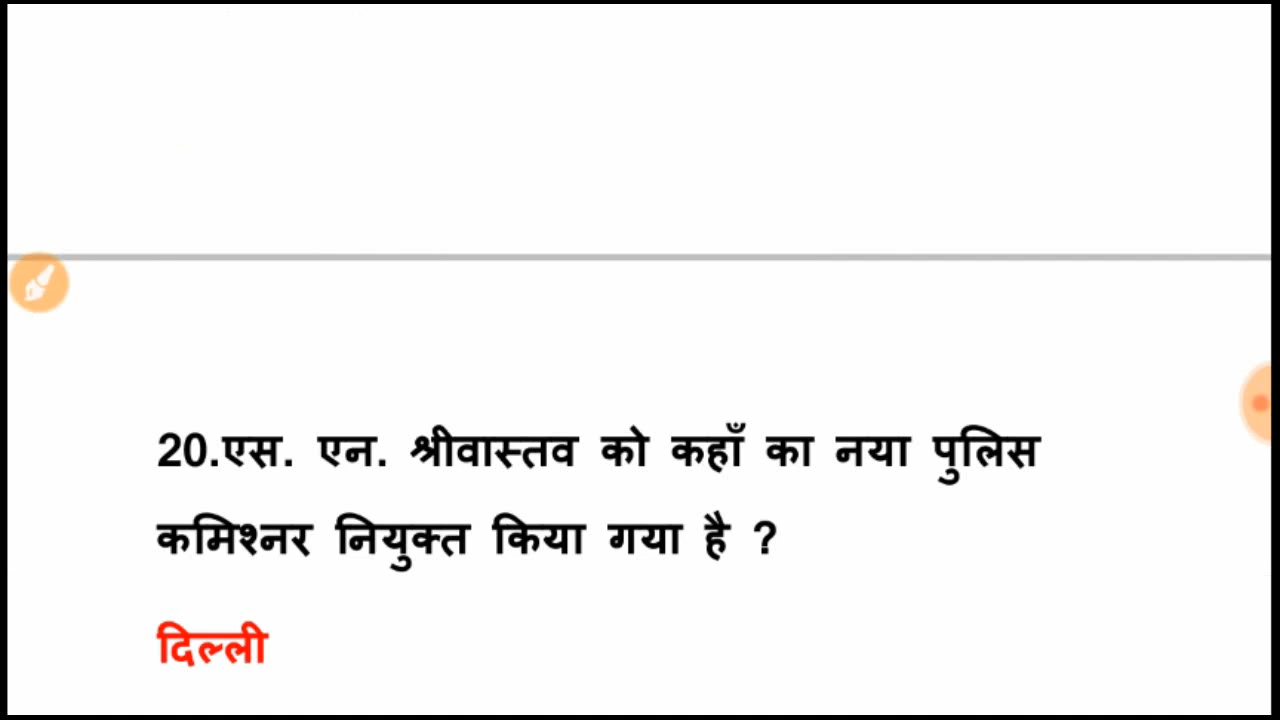 20.एस. एन. श्रीवास्तव को कहाँ का नया पुलिस
कमिश्नर नियुक्त किया गया है ?
दिल्ली